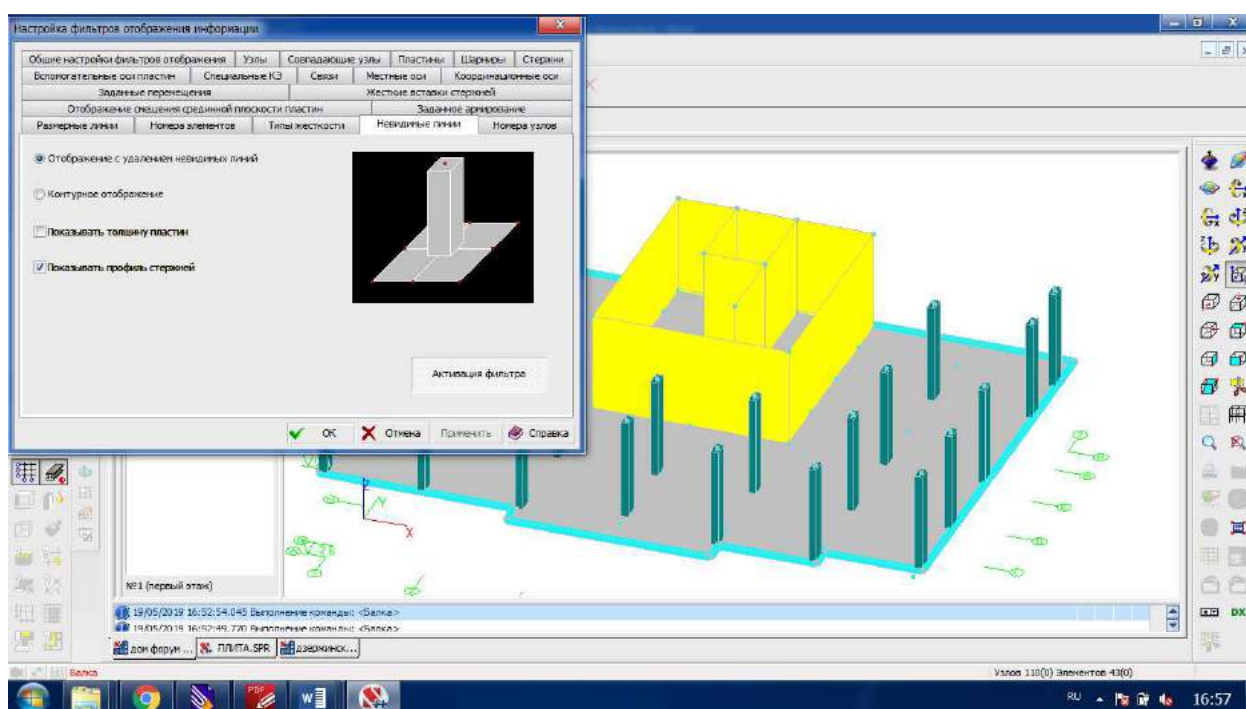 Настройка фильтров отображения информации
Общие настройки фильтров отображения Узлы Совпадающие узлы Пластины Шарниры Стержни
Вспомогательные оси пластин Специальные КЭ Связи Местные оси Координационные оси
Заданные перемещения Жесткие вставки стержней
Отображение смещения срединной плоскости пластин Заданное армирование
Размерные линии Номера элементов Типы жесткости Невидимые линии Номера узлов
Отображение с удалением невидимых линий
Контурное отображение
Показывать толщину пластин
Показывать профиль стержней
Активация фильтра
OK Отмена Применить Справка
X
№1 (первый этаж)
19/05/2019 16:52:54.045 Выполнение команды: <Балка>
19/05/2019 16:52:49.770 Выполнение команды: <Балка>
дом форум ... ПЛИТА.SPR дзержинск...
Балка Узлов 110(0) Элементов 43(0)
DX
PDF
RU 16:57